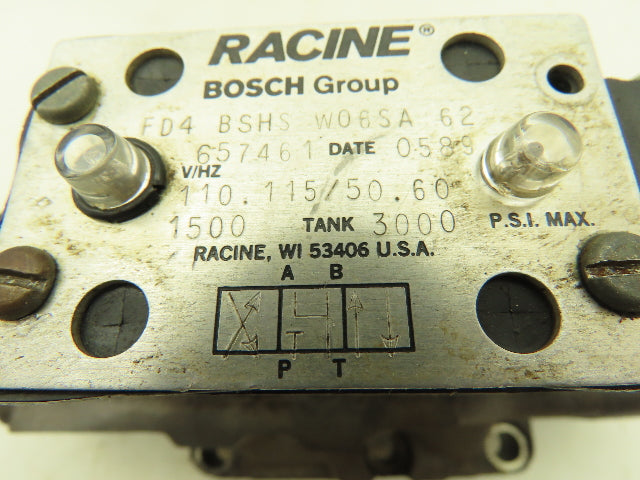 RACINE®
BOSCH Group
FD4 BSHS W06SA 62
657461 DATE 0589
V/HZ
110.115/50.60
1500 TANK 3000 P.S.I. MAX.
RACINE, WI 53406 U.S.A.
A B
T
P T